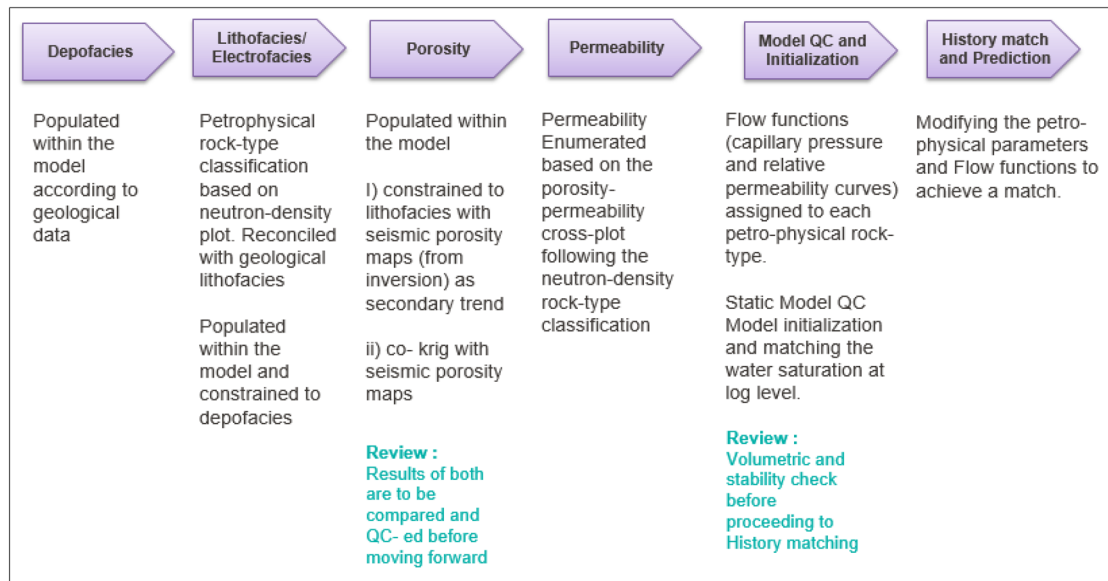 Depofacies
Lithofacies/
Electrofacies
Porosity
Permeability
Model QC and
Initialization
History match
and Prediction
Populated
within the
model
according to
geological
data
Petrophysical
rock-type
classification
based on
neutron-density
plot. Reconciled
with geological
lithofacies
Populated
within the
model and
constrained to
depofacies
Populated within
the model
I) constrained to
lithofacies with
seismic porosity
maps (from
inversion) as
secondary trend
ii) co- krig with
seismic porosity
maps
Review :
Results of both
are to be
compared and
QC- ed before
moving forward
Permeability
Enumerated
based on the
porosity-
permeability
cross-plot
following the
neutron-density
rock-type
classification
Flow functions
(capillary pressure
and relative
permeability curves)
assigned to each
petro-physical rock-
type.
Static Model QC
Model initialization
and matching the
water saturation at
log level.
Review :
Volumetric and
stability check
before
proceeding to
History matching
Modifying the petro-
physical parameters
and Flow functions to
achieve a match.